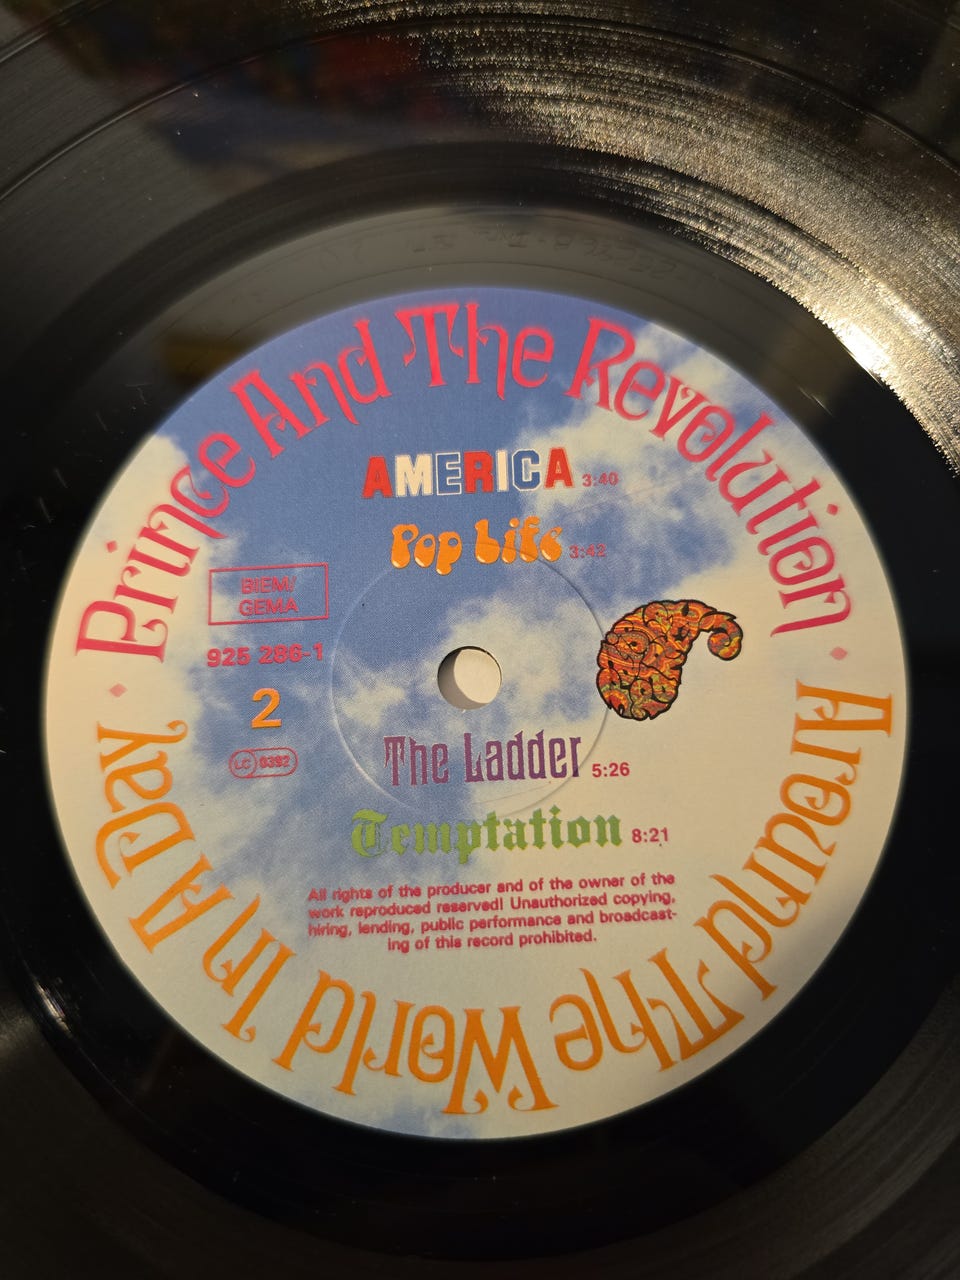 Prince And The Revolution
AMERICA 3:40
Pop Life 3:42
BIEM/
GEMA
925 286-1
2
LC 0392
The Ladder 5:26
Temptation 8:21
All rights of the producer and of the owner of the
work reproduced reserved! Unauthorized copying,
hiring, lending, public performance and broadcast-
ing of this record prohibited.
Around The World In A Day